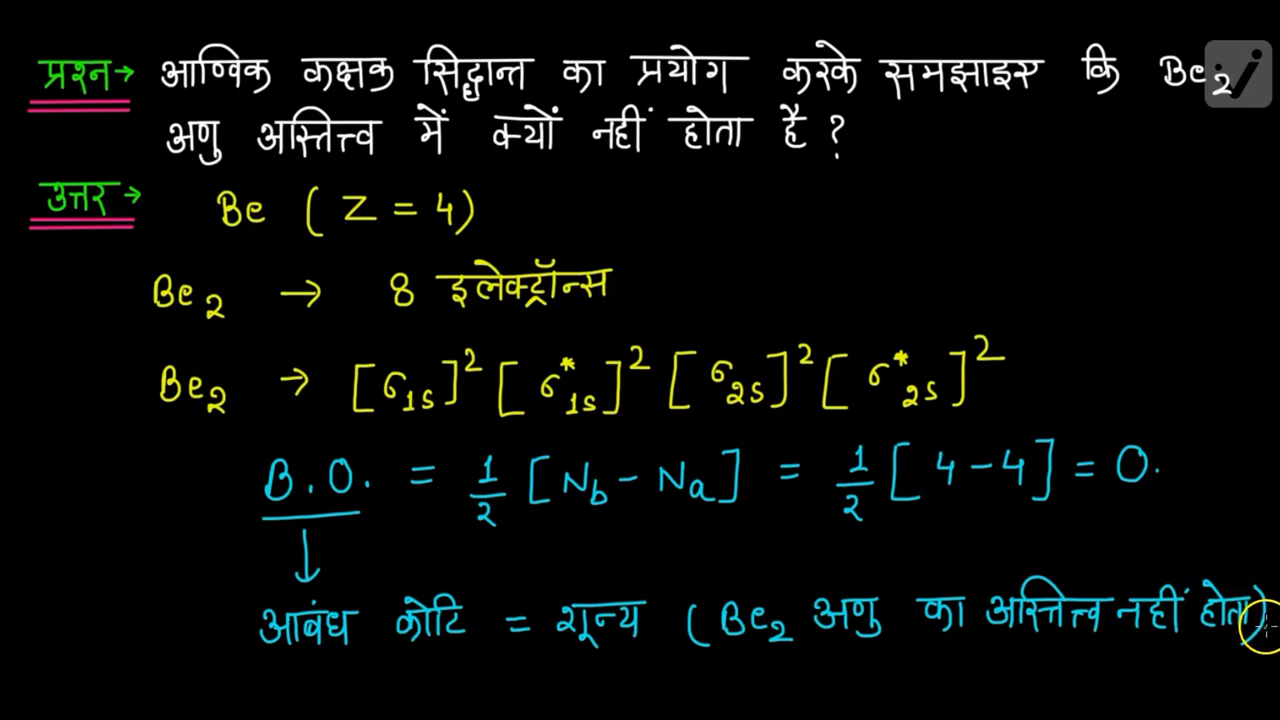 प्रश्न→ आण्विक कक्षक सिद्धान्त का प्रयोग करके समझाइए कि Be₂
अणु अस्तित्त्व में क्यों नहीं होता है ?
उत्तर→ Be ( Z = 4)
Be₂ → 8 इलेक्ट्रॉन्स
Be₂ → [σ₁s]² [σ*₁s]² [σ₂s]² [σ*₂s]²
B.O. = 1/2 [N_b - N_a] = 1/2 [4-4] = 0.
↓
आबंध कोटि = शून्य (Be₂ अणु का अस्तित्त्व नहीं होता)